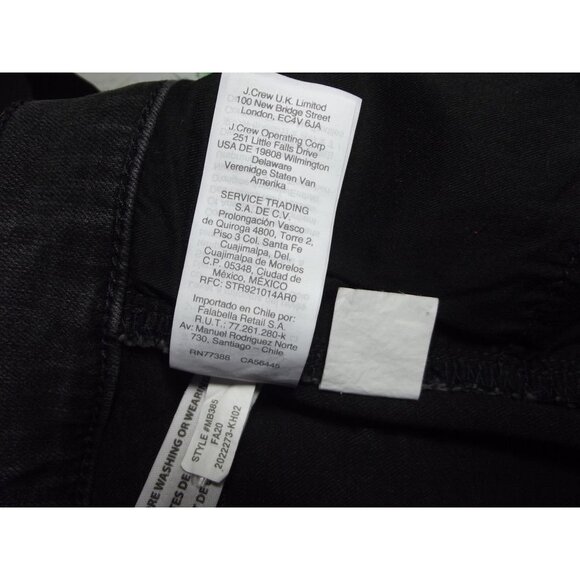 J.Crew U.K. Limited
100 New Bridge Street
London, EC4V 6JA
J.Crew Operating Corp
251 Little Falls Drive
USA DE 19808 Wilmington
Delaware
Verenidge Staten Van
Amerika
SERVICE TRADING
S.A. DE C.V.
Prolongación Vasco
de Quiroga 4800, Torre 2,
Piso 3 Col. Santa Fe
Cuajimalpa, Del.
Cuajimalpa de Morelos
C.P. 05348, Ciudad de
México, MÉXICO
RFC: STR921014AR0
Importado en Chile por:
Falabella Retail S.A.
R.U.T.: 77.261.280-k
Av: Manuel Rodriguez Norte
730, Santiago - Chile
RN77388 CA56445
STYLE #MB385
FA20
2022273-KH02
WASHING OR WEARIN